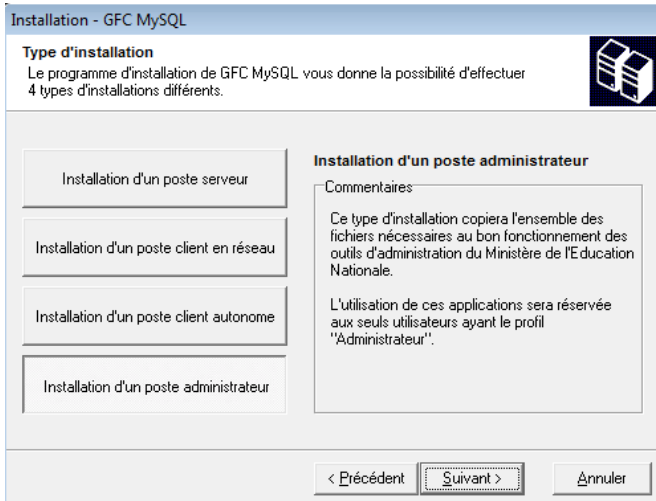 Installation - GFC MySQL
Type d'installation
Le programme d'installation de GFC MySQL vous donne la possibilité d'effectuer
4 types d'installations différents.
Installation d'un poste serveur
Installation d'un poste client en réseau
Installation d'un poste client autonome
Installation d'un poste administrateur
Installation d'un poste administrateur
Commentaires
Ce type d'installation copiera l'ensemble des
fichiers nécessaires au bon fonctionnement des
outils d'administration du Ministère de l'Education
Nationale.
L'utilisation de ces applications sera réservée
aux seuls utilisateurs ayant le profil
"Administrateur".
< Précédent
Suivant >
Annuler